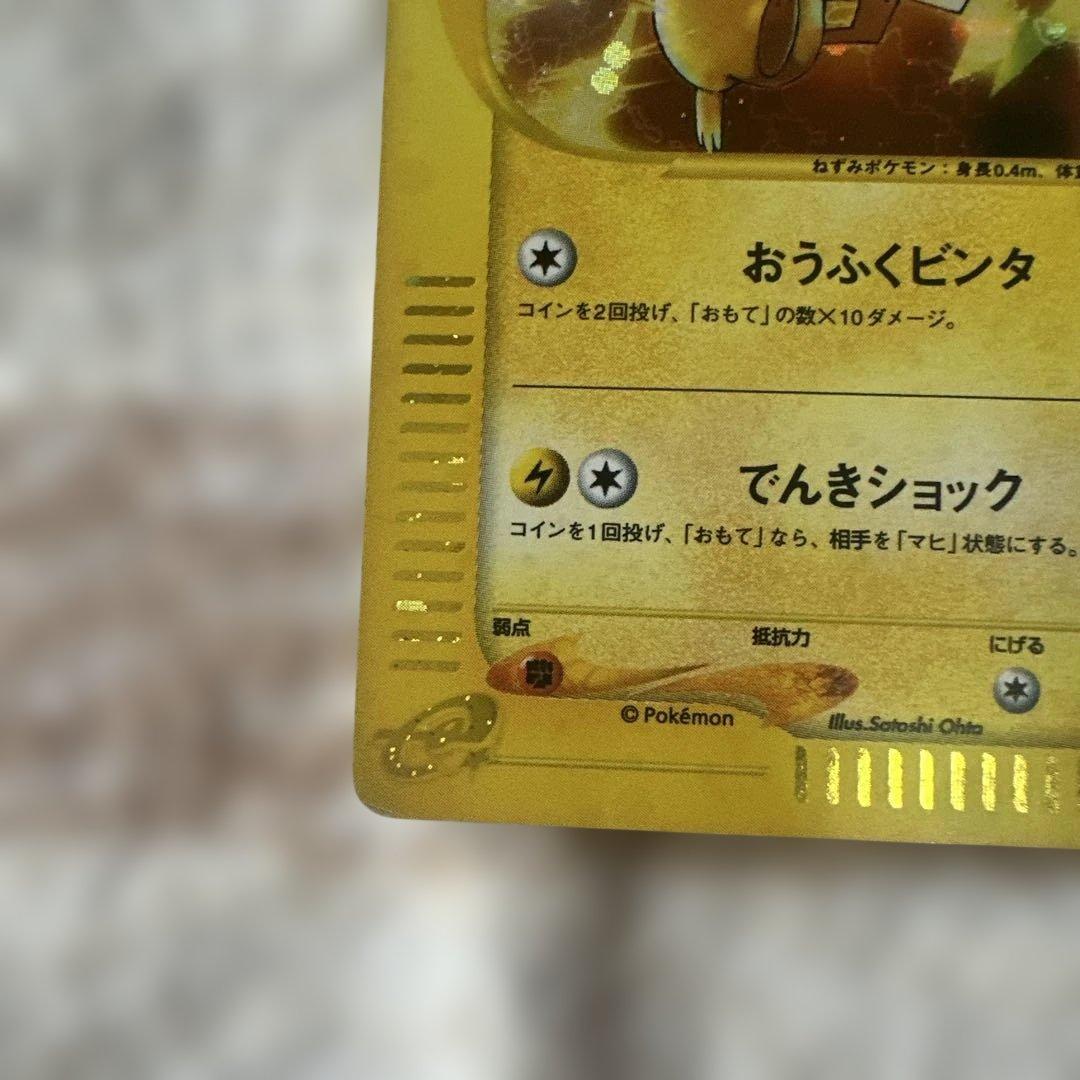 ねずみポケモン：身長0.4m、体重
おうふくビンタ
コインを2回投げ、「おもて」の数×10ダメージ。
でんきショック
コインを1回投げ、「おもて」なら、相手を「マヒ」状態にする。
弱点 抵抗力 にげる
© Pokémon
Illus.Satoshi Ohta